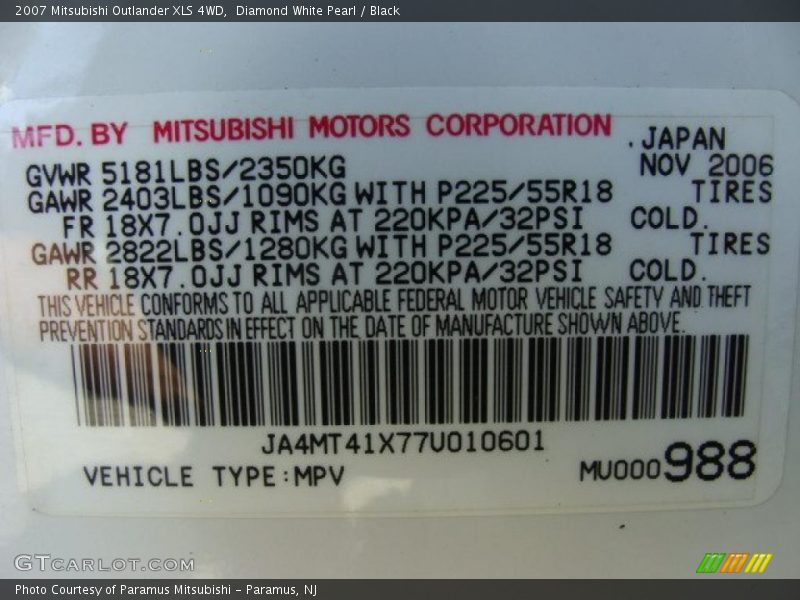 2007 Mitsubishi Outlander XLS 4WD,  Diamond White Pearl / Black
MFD. BY  MITSUBISHI MOTORS CORPORATION
.JAPAN
GVWR 5181LBS/2350KG NOV 2006
GAWR 2403LBS/1090KG WITH P225/55R18 TIRES
FR 18X7.0JJ RIMS AT 220KPA/32PSI COLD.
GAWR 2822LBS/1280KG WITH P225/55R18 TIRES
RR 18X7.0JJ RIMS AT 220KPA/32PSI COLD.
THIS VEHICLE CONFORMS TO ALL APPLICABLE FEDERAL MOTOR VEHICLE SAFETY AND THEFT
PREVENTION STANDARDS IN EFFECT ON THE DATE OF MANUFACTURE SHOWN ABOVE.
JA4MT41X77U010601
VEHICLE TYPE:MPV MU000988
GTCARLOT.COM
Photo Courtesy of Paramus Mitsubishi - Paramus, NJ